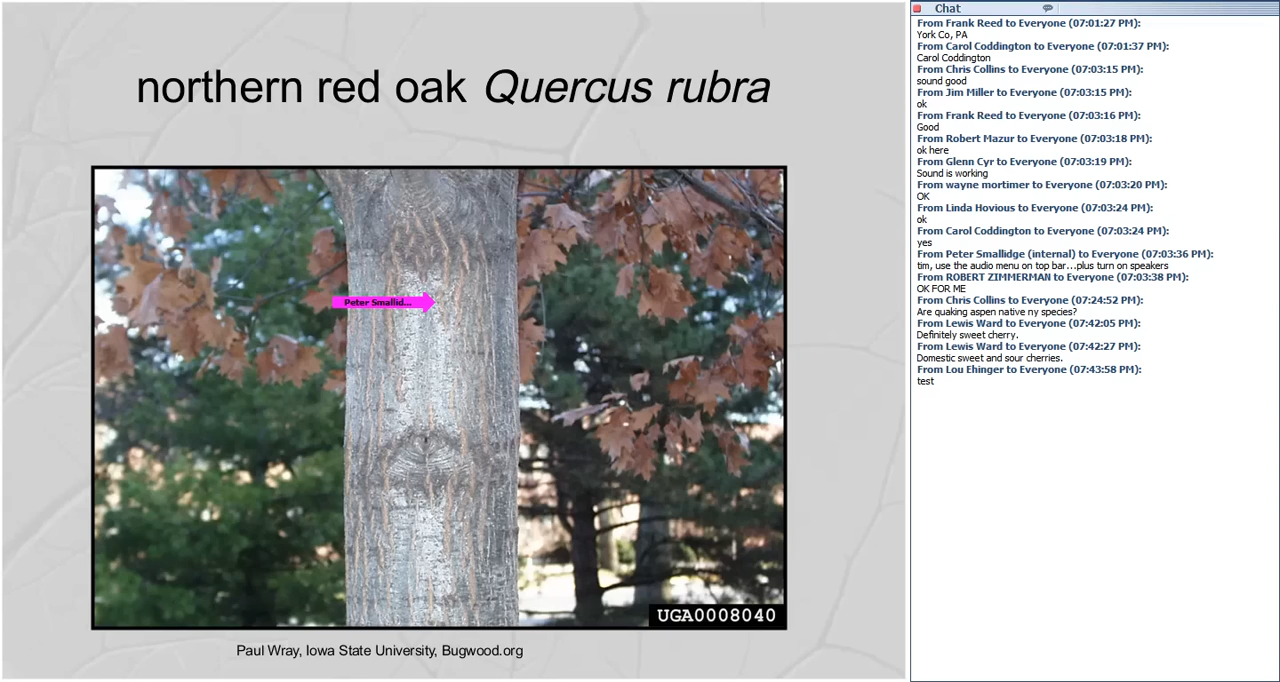 northern red oak Quercus rubra
Peter Smallid...
UGA0008040
Paul Wray, Iowa State University, Bugwood.org
Chat
From Frank Reed to Everyone (07:01:27 PM):
York Co, PA
From Carol Coddington to Everyone (07:01:37 PM):
Carol Coddington
From Chris Collins to Everyone (07:03:15 PM):
sound good
From Jim Miller to Everyone (07:03:15 PM):
ok
From Frank Reed to Everyone (07:03:16 PM):
Good
From Robert Mazur to Everyone (07:03:18 PM):
ok here
From Glenn Cyr to Everyone (07:03:19 PM):
Sound is working
From wayne mortimer to Everyone (07:03:20 PM):
OK
From Linda Hovious to Everyone (07:03:24 PM):
ok
From Carol Coddington to Everyone (07:03:24 PM):
yes
From Peter Smallidge (internal) to Everyone (07:03:36 PM):
tim, use the audio menu on top bar...plus turn on speakers
From ROBERT ZIMMERMAN to Everyone (07:03:38 PM):
OK FOR ME
From Chris Collins to Everyone (07:24:52 PM):
Are quaking aspen native ny species?
From Lewis Ward to Everyone (07:42:05 PM):
Definitely sweet cherry.
From Lewis Ward to Everyone (07:42:27 PM):
Domestic sweet and sour cherries.
From Lou Ehinger to Everyone (07:43:58 PM):
test